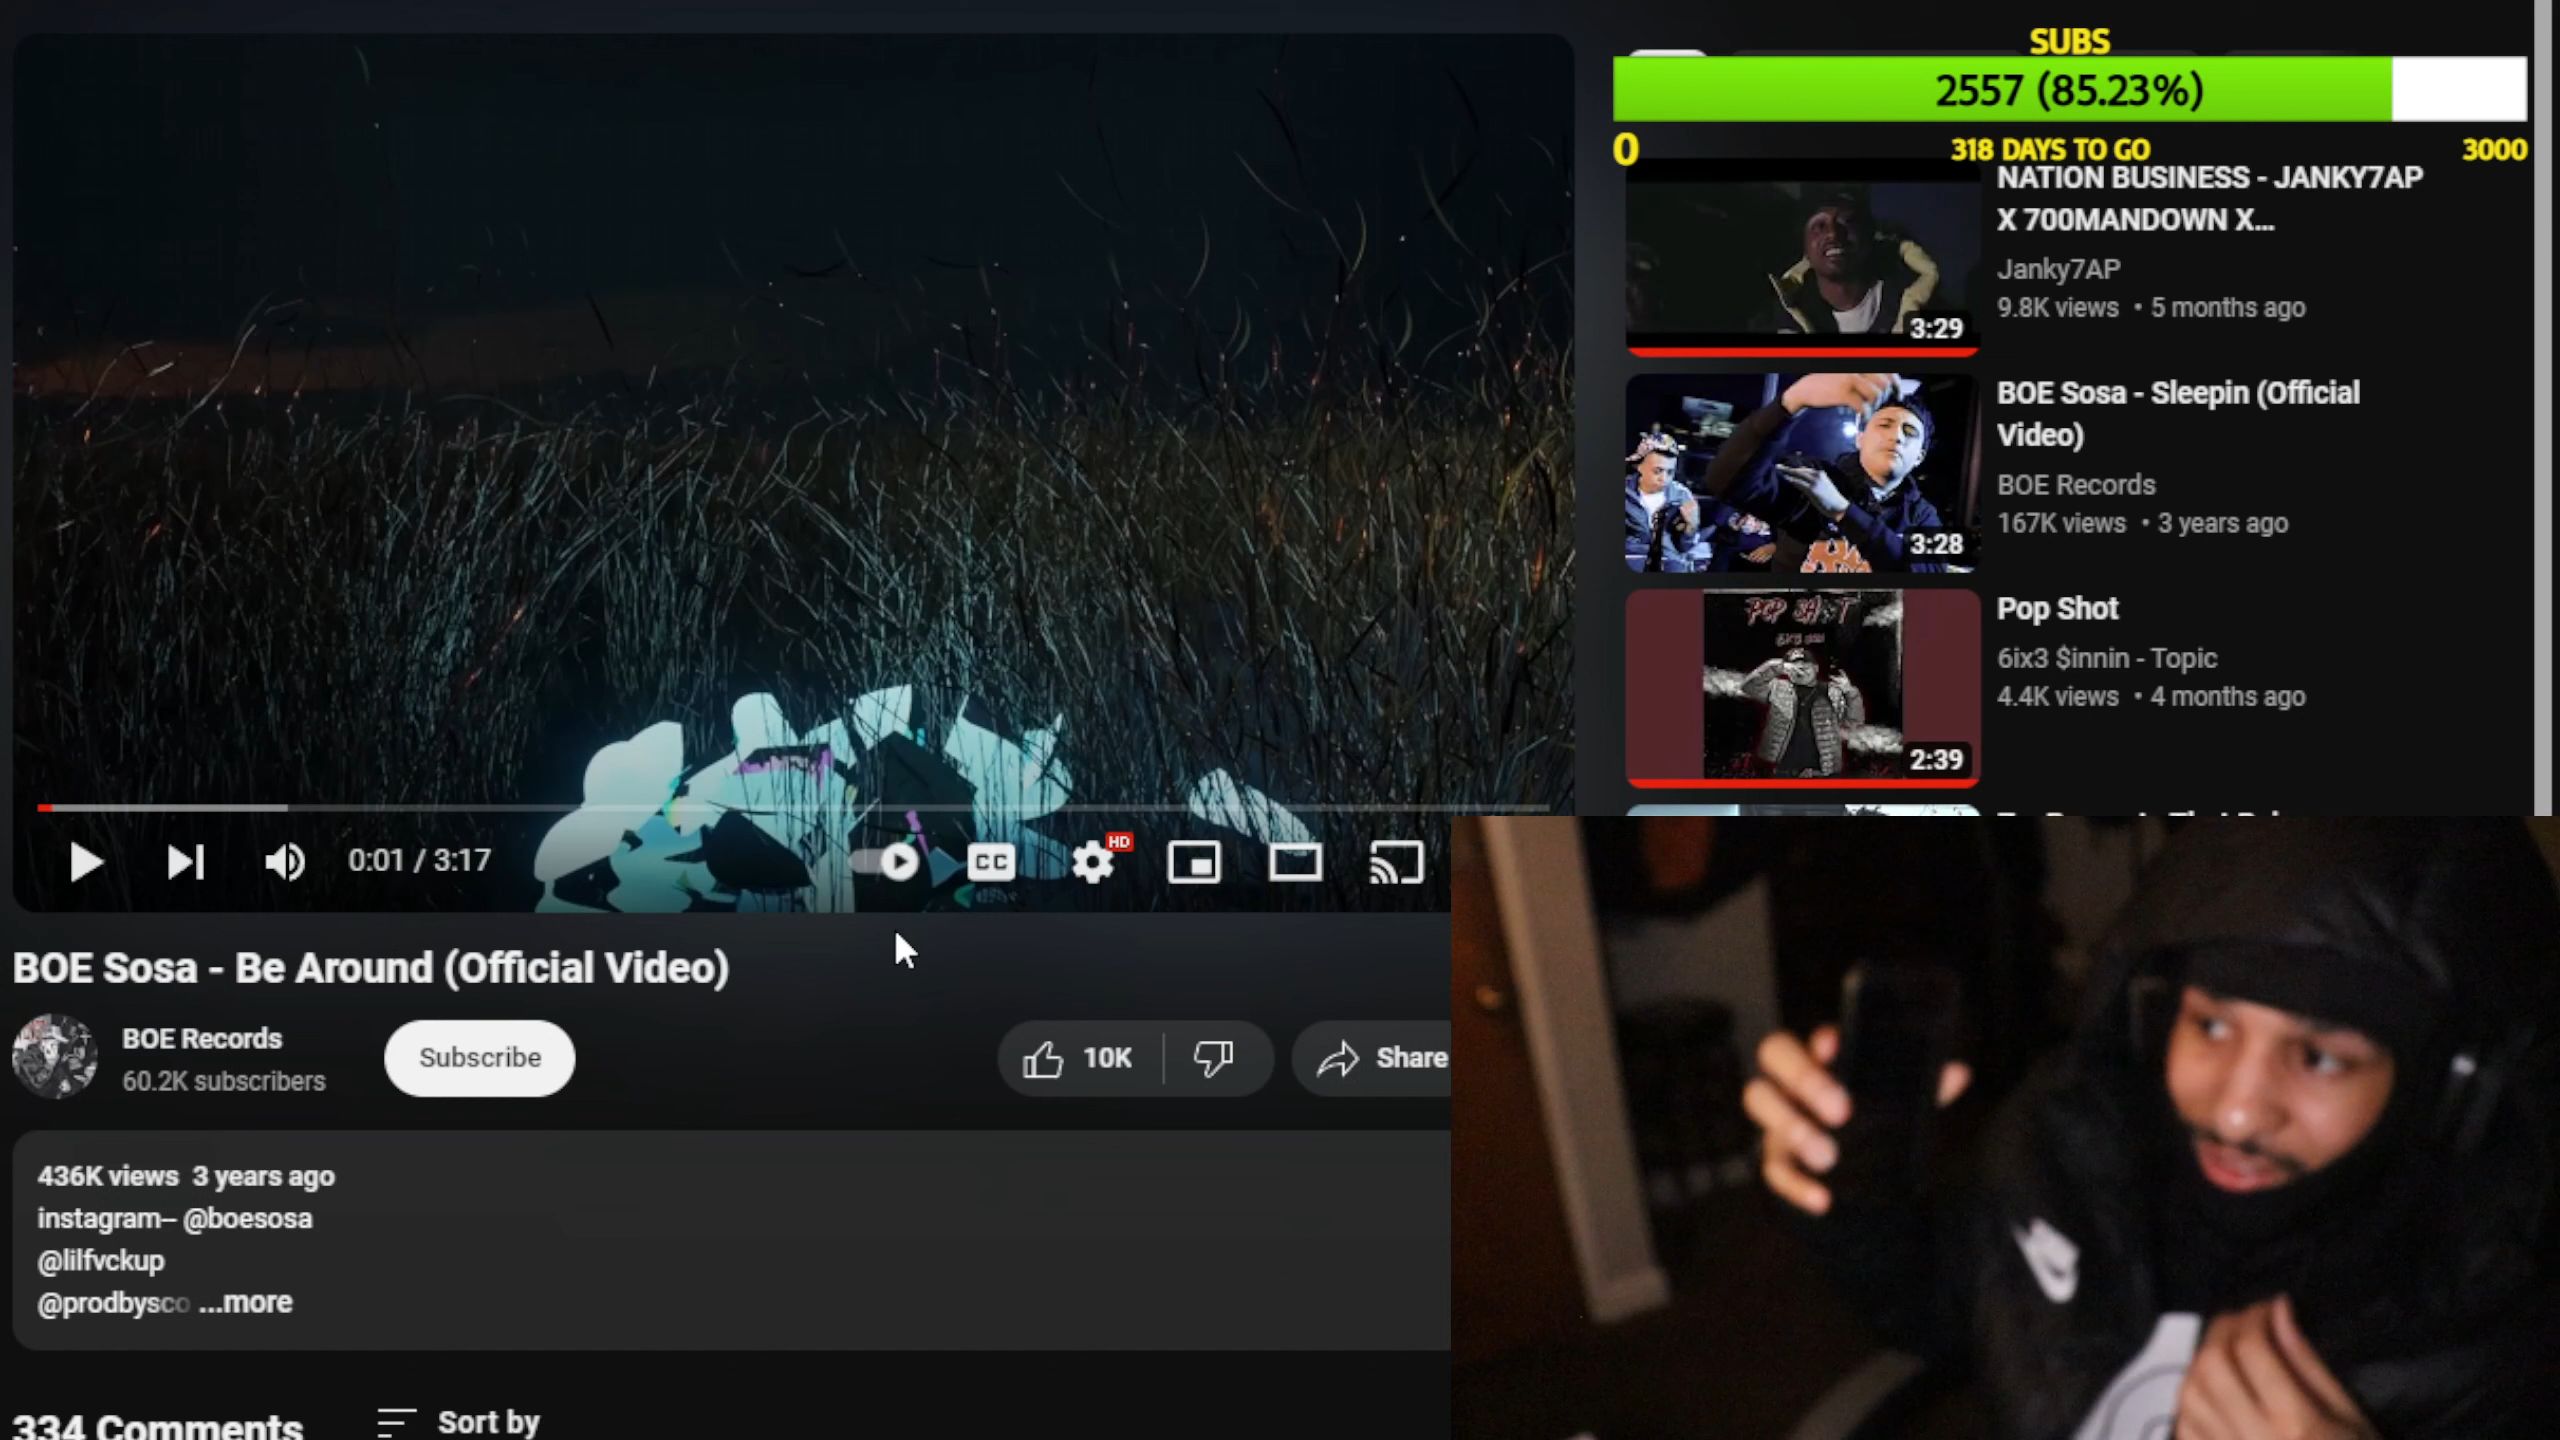 SUBS
2557 (85.23%)
0
318 DAYS TO GO
3000
NATION BUSINESS - JANKY7AP
X 700MANDOWN X...
Janky7AP
9.8K views • 5 months ago
3:29
BOE Sosa - Sleepin (Official
Video)
BOE Records
167K views • 3 years ago
3:28
Pop Shot
6ix3 $innin - Topic
4.4K views • 4 months ago
2:39
0:01 / 3:17
CC
HD
BOE Sosa - Be Around (Official Video)
BOE Records
60.2K subscribers
Subscribe
10K
Share
436K views 3 years ago
instagram-- @boesosa
@lilfvckup
@prodbysco ...more
334 Comments
Sort by